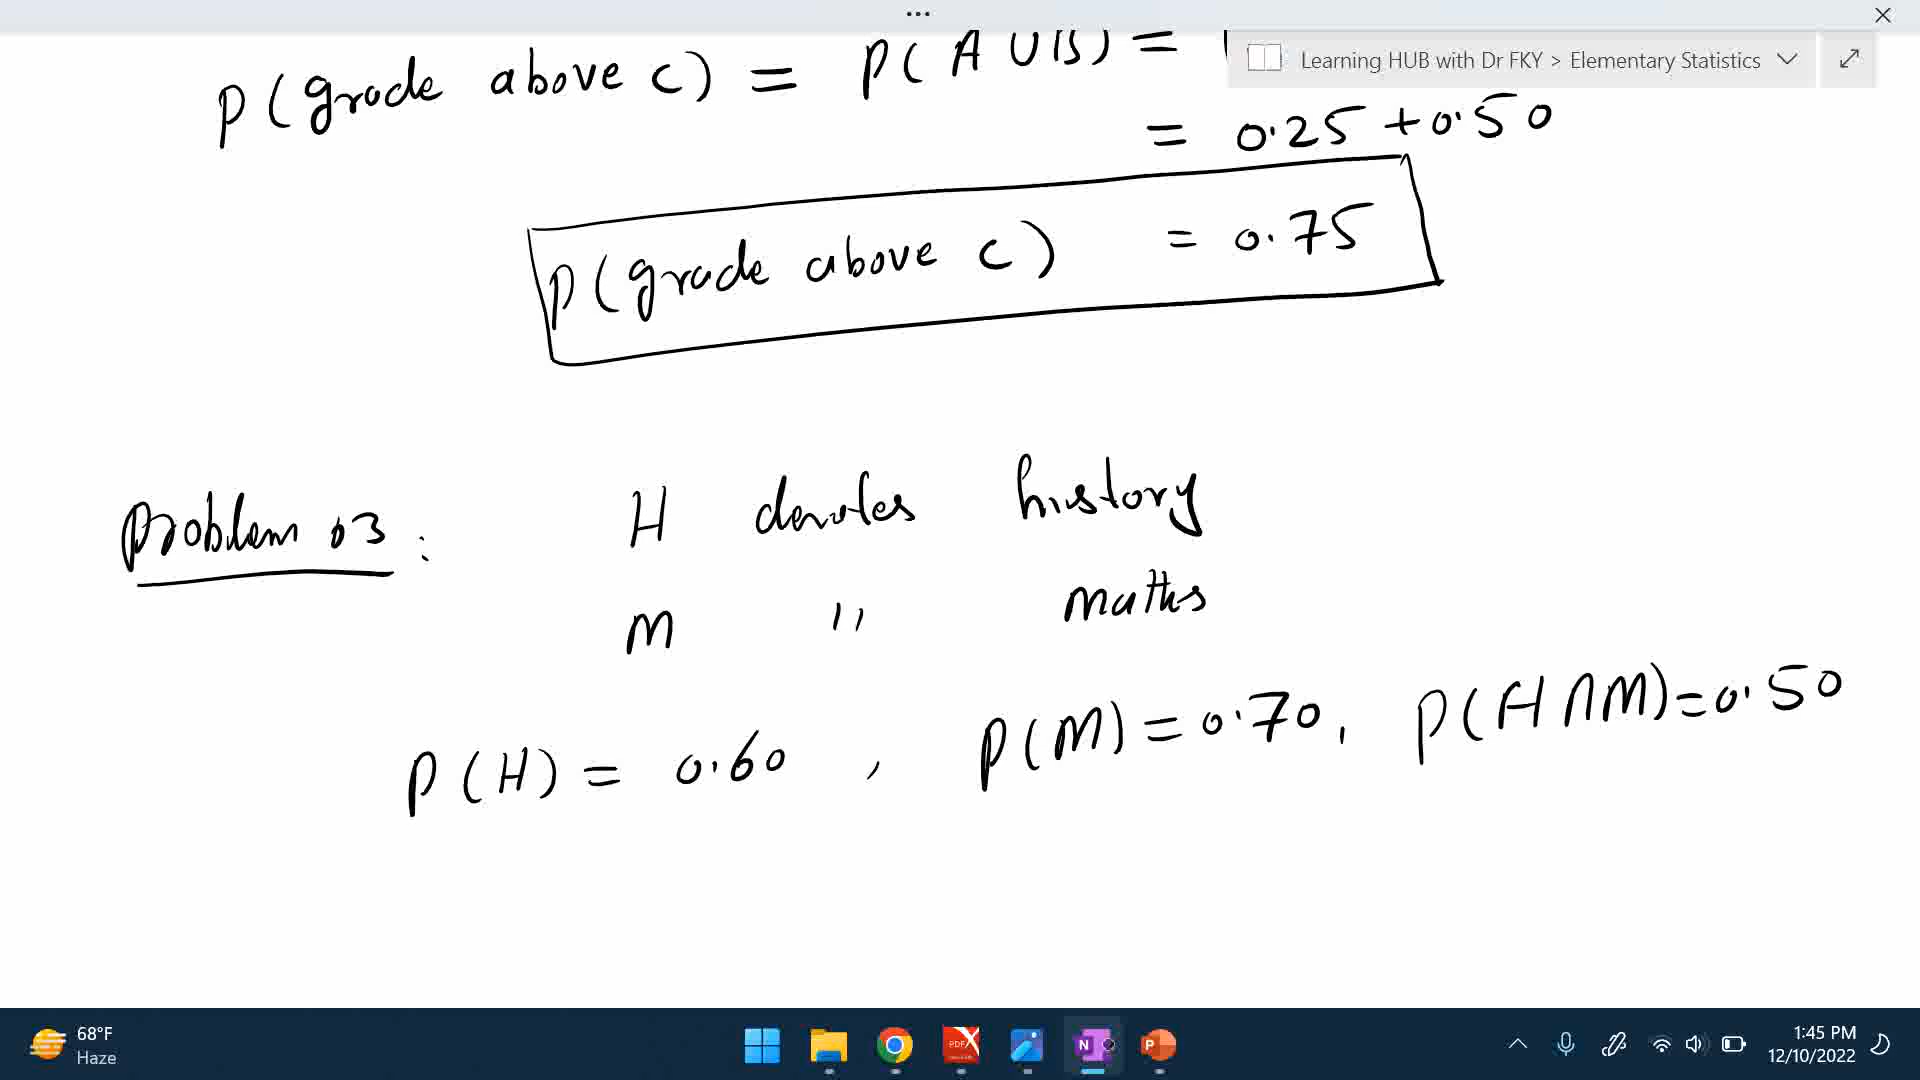 ...
P(grade above C) = P(A ∪ B) =
Learning HUB with Dr FKY > Elementary Statistics
= 0.25 + 0.50
P(grade above C) = 0.75
Problem 03 :
H denotes history
M " maths
P(H) = 0.60 , P(M) = 0.70, P(H ∩ M) = 0.50
68°F
Haze
1:45 PM
12/10/2022